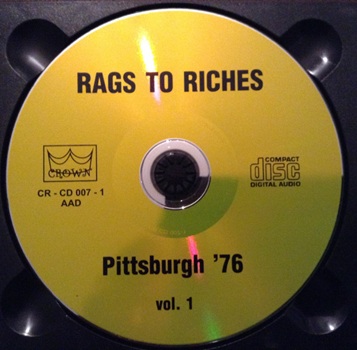 RAGS TO RICHES
CROWN
CR - CD 007 - 1
AAD
COMPACT
disc
DIGITAL AUDIO
Pittsburgh '76
vol. 1